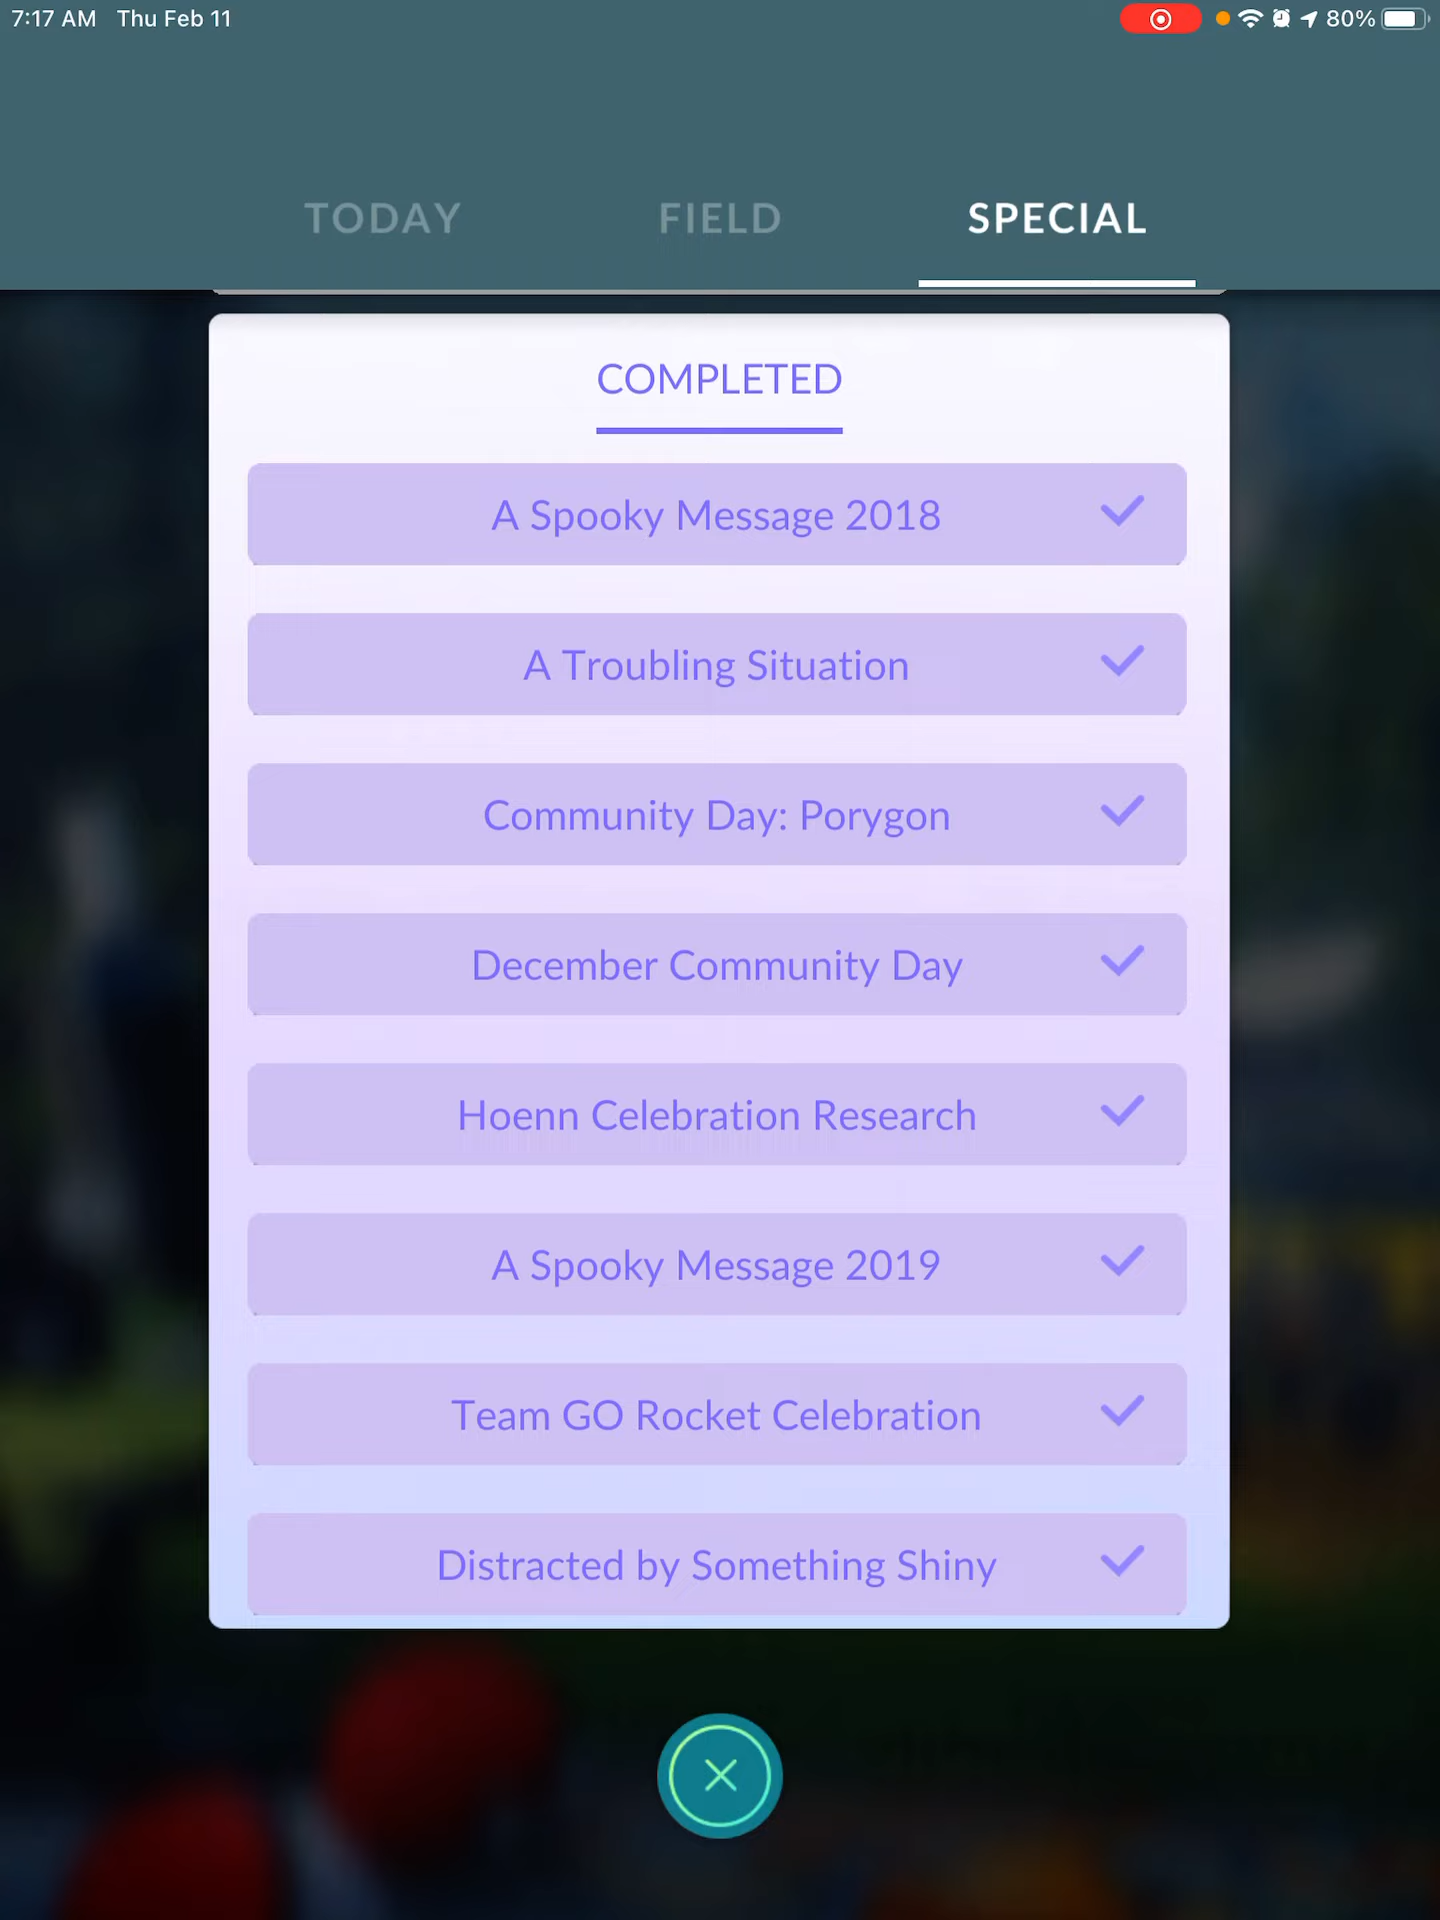 7:17 AM Thu Feb 11
80%
TODAY FIELD SPECIAL
COMPLETED
A Spooky Message 2018
A Troubling Situation
Community Day: Porygon
December Community Day
Hoenn Celebration Research
A Spooky Message 2019
Team GO Rocket Celebration
Distracted by Something Shiny